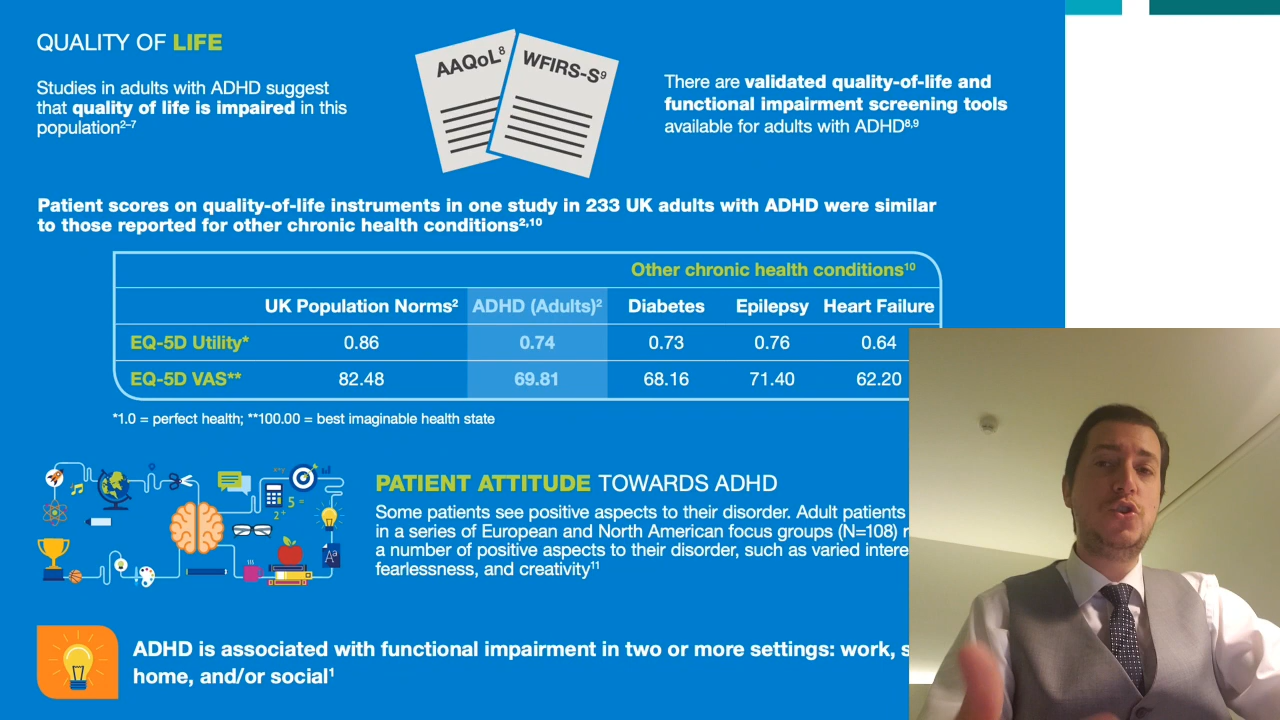 QUALITY OF LIFE
Studies in adults with ADHD suggest
that quality of life is impaired in this
population²⁻⁷
AAQoL⁸
WFIRS-S⁹
There are validated quality-of-life and
functional impairment screening tools
available for adults with ADHD⁸,⁹
Patient scores on quality-of-life instruments in one study in 233 UK adults with ADHD were similar
to those reported for other chronic health conditions²,¹⁰
Other chronic health conditions¹⁰
UK Population Norms² ADHD (Adults)² Diabetes Epilepsy Heart Failure
EQ-5D Utility* 0.86 0.74 0.73 0.76 0.64
EQ-5D VAS** 82.48 69.81 68.16 71.40 62.20
*1.0 = perfect health; **100.00 = best imaginable health state
PATIENT ATTITUDE TOWARDS ADHD
Some patients see positive aspects to their disorder. Adult patients
in a series of European and North American focus groups (N=108)
a number of positive aspects to their disorder, such as varied
fearlessness, and creativity¹¹
ADHD is associated with functional impairment in two or more settings: work,
home, and/or social¹